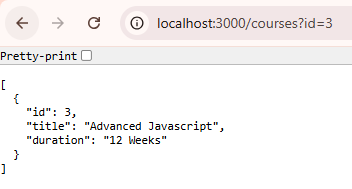 localhost:3000/courses?id=3
Pretty-print
[
  {
    "id": 3,
    "title": "Advanced Javascript",
    "duration": "12 Weeks"
  }
]